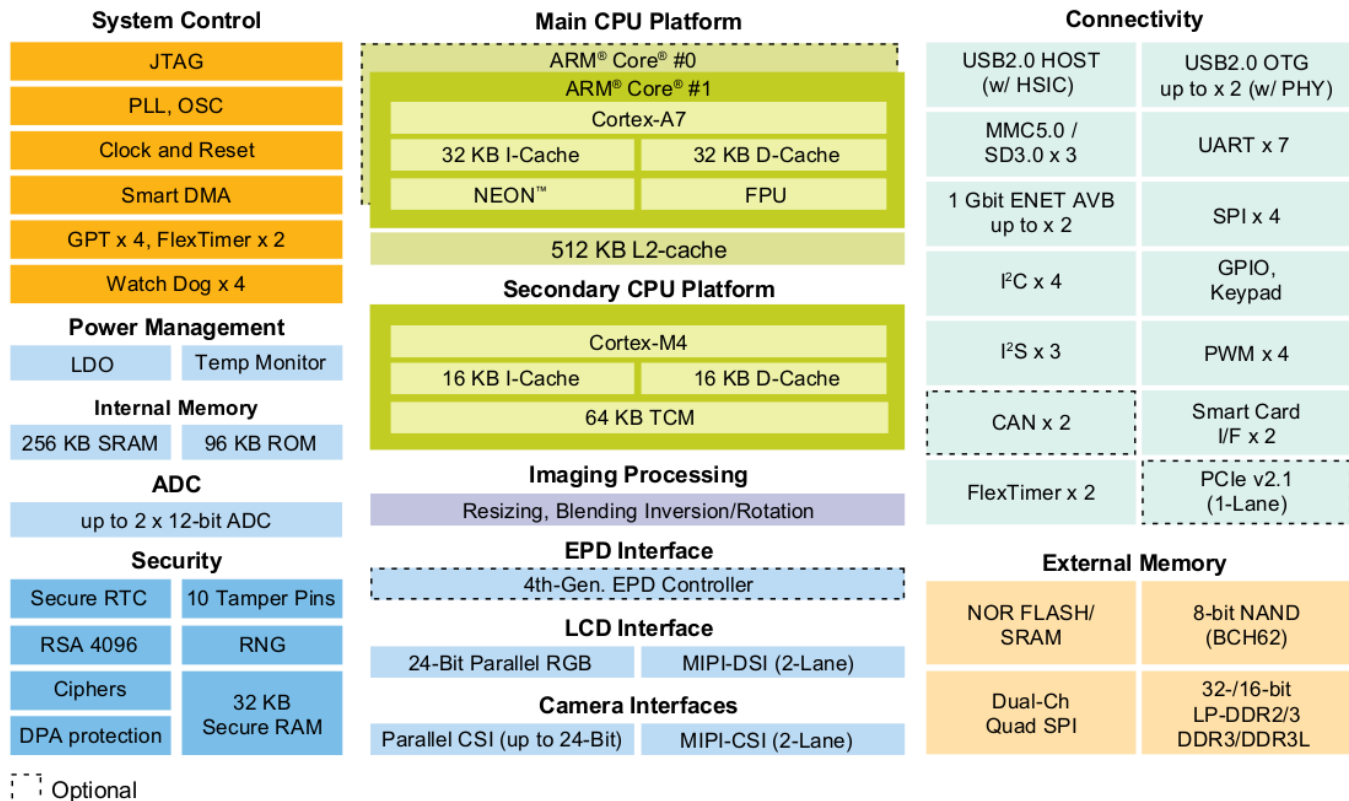 System Control
JTAG
PLL, OSC
Clock and Reset
Smart DMA
GPT x 4, FlexTimer x 2
Watch Dog x 4
Power Management
LDO
Temp Monitor
Internal Memory
256 KB SRAM
96 KB ROM
ADC
up to 2 x 12-bit ADC
Security
Secure RTC
10 Tamper Pins
RSA 4096
RNG
Ciphers
32 KB
Secure RAM
DPA protection
Optional
Main CPU Platform
ARM® Core® #0
ARM® Core® #1
Cortex-A7
32 KB I-Cache
32 KB D-Cache
NEON™
FPU
512 KB L2-cache
Secondary CPU Platform
Cortex-M4
16 KB I-Cache
16 KB D-Cache
64 KB TCM
Imaging Processing
Resizing, Blending Inversion/Rotation
EPD Interface
4th-Gen. EPD Controller
LCD Interface
24-Bit Parallel RGB
MIPI-DSI (2-Lane)
Camera Interfaces
Parallel CSI (up to 24-Bit)
MIPI-CSI (2-Lane)
Connectivity
USB2.0 HOST
(w/ HSIC)
USB2.0 OTG
up to x 2 (w/ PHY)
MMC5.0 /
SD3.0 x 3
UART x 7
1 Gbit ENET AVB
up to x 2
SPI x 4
I²C x 4
GPIO,
Keypad
I²S x 3
PWM x 4
CAN x 2
Smart Card
I/F x 2
FlexTimer x 2
PCIe v2.1
(1-Lane)
External Memory
NOR FLASH/
SRAM
8-bit NAND
(BCH62)
Dual-Ch
Quad SPI
32-/16-bit
LP-DDR2/3
DDR3/DDR3L